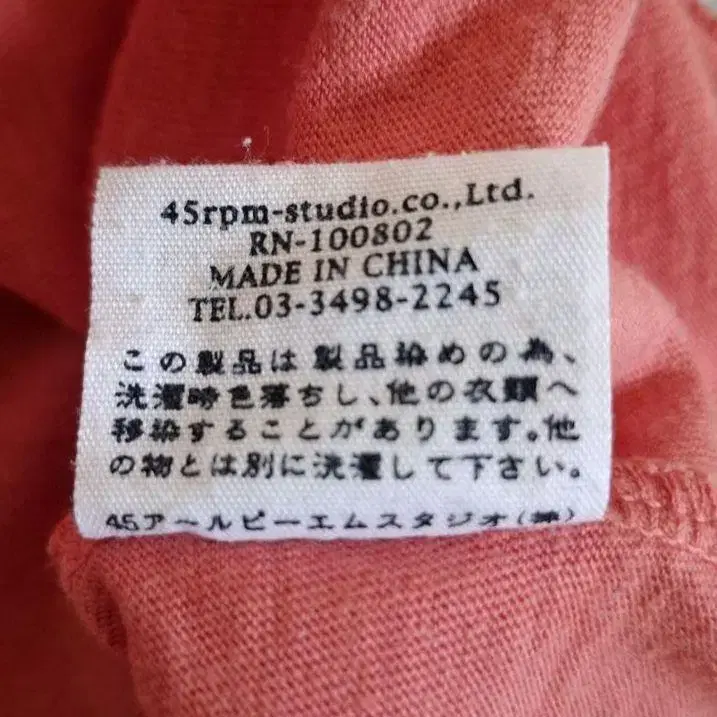 45rpm-studio.co.,Ltd.
RN-100802
MADE IN CHINA
TEL.03-3498-2245
この製品は製品染めの為、
洗濯時色落ちし、他の衣類へ
移染することがあります。他
の物とは別に洗濯して下さい。
45アールピーエムスタジオ(株)